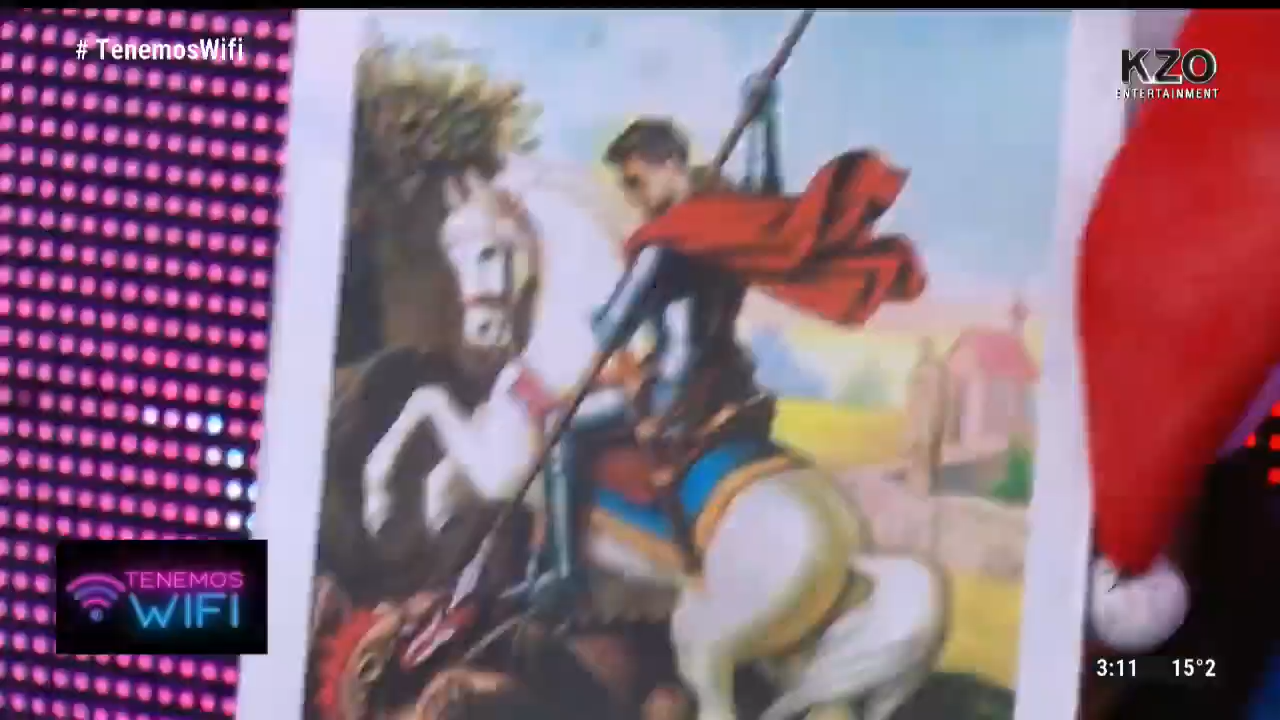 # TenemosWifi
KZO
ENTERTAINMENT
TENEMOS
WIFI
3:11 15°2